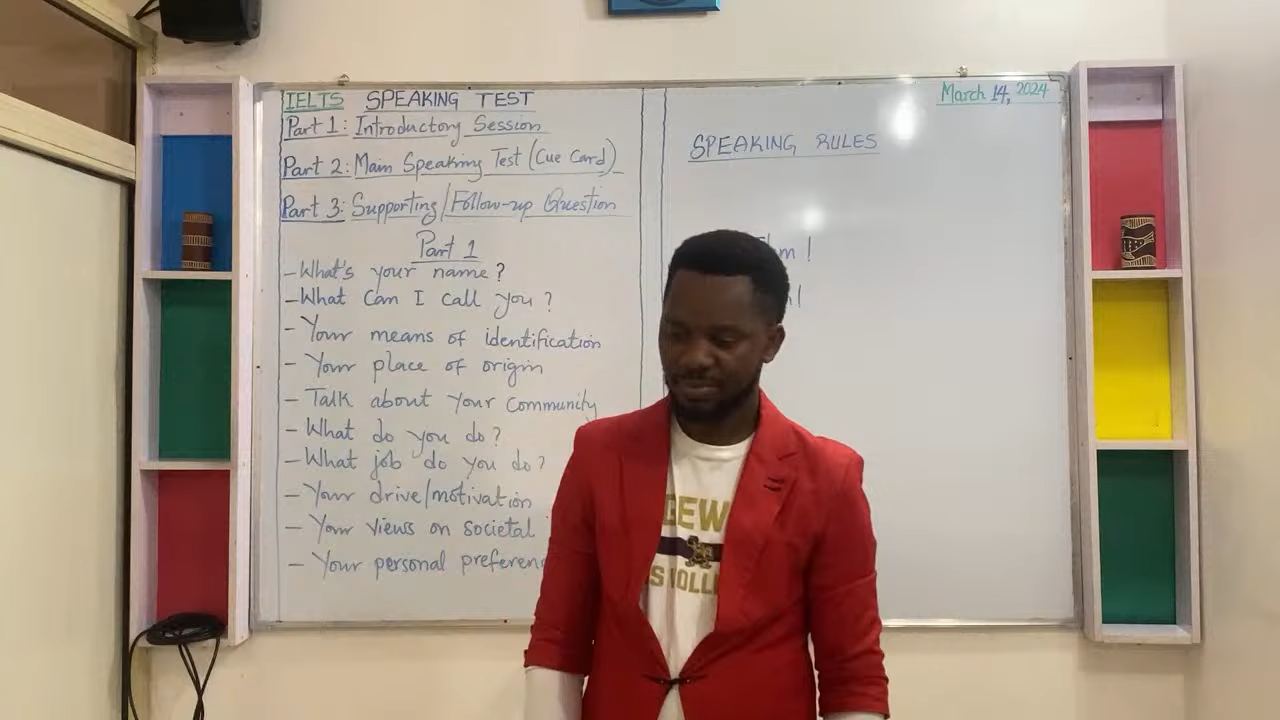 IELTS SPEAKING TEST
Part 1: Introductory Session
Part 2: Main Speaking Test (Cue Card)
Part 3: Supporting/Follow-up Question
Part 1
- What's your name?
- What can I call you?
- Your means of identification
- Your place of origin
- Talk about your community
- What do you do?
- What job do you do?
- Your drive/motivation
- Your views on societal
- Your personal preferen
March 14, 2024
SPEAKING RULES